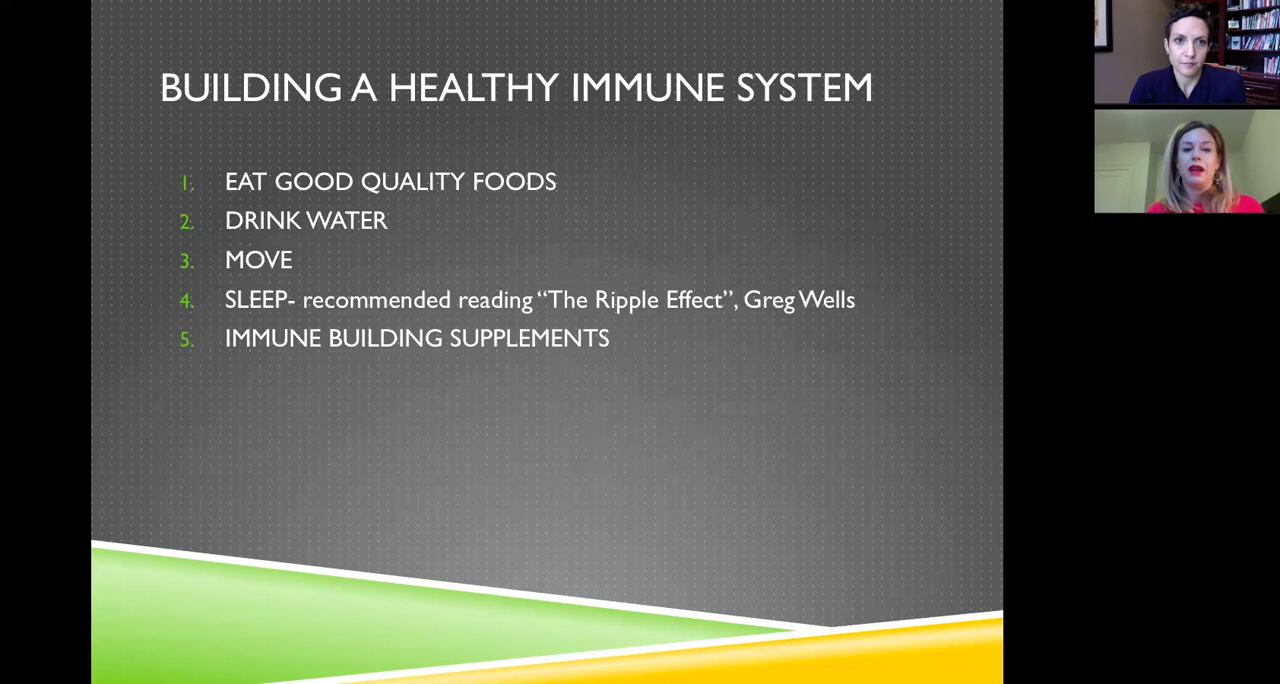 BUILDING A HEALTHY IMMUNE SYSTEM
1. EAT GOOD QUALITY FOODS
2. DRINK WATER
3. MOVE
4. SLEEP- recommended reading “The Ripple Effect”, Greg Wells
5. IMMUNE BUILDING SUPPLEMENTS